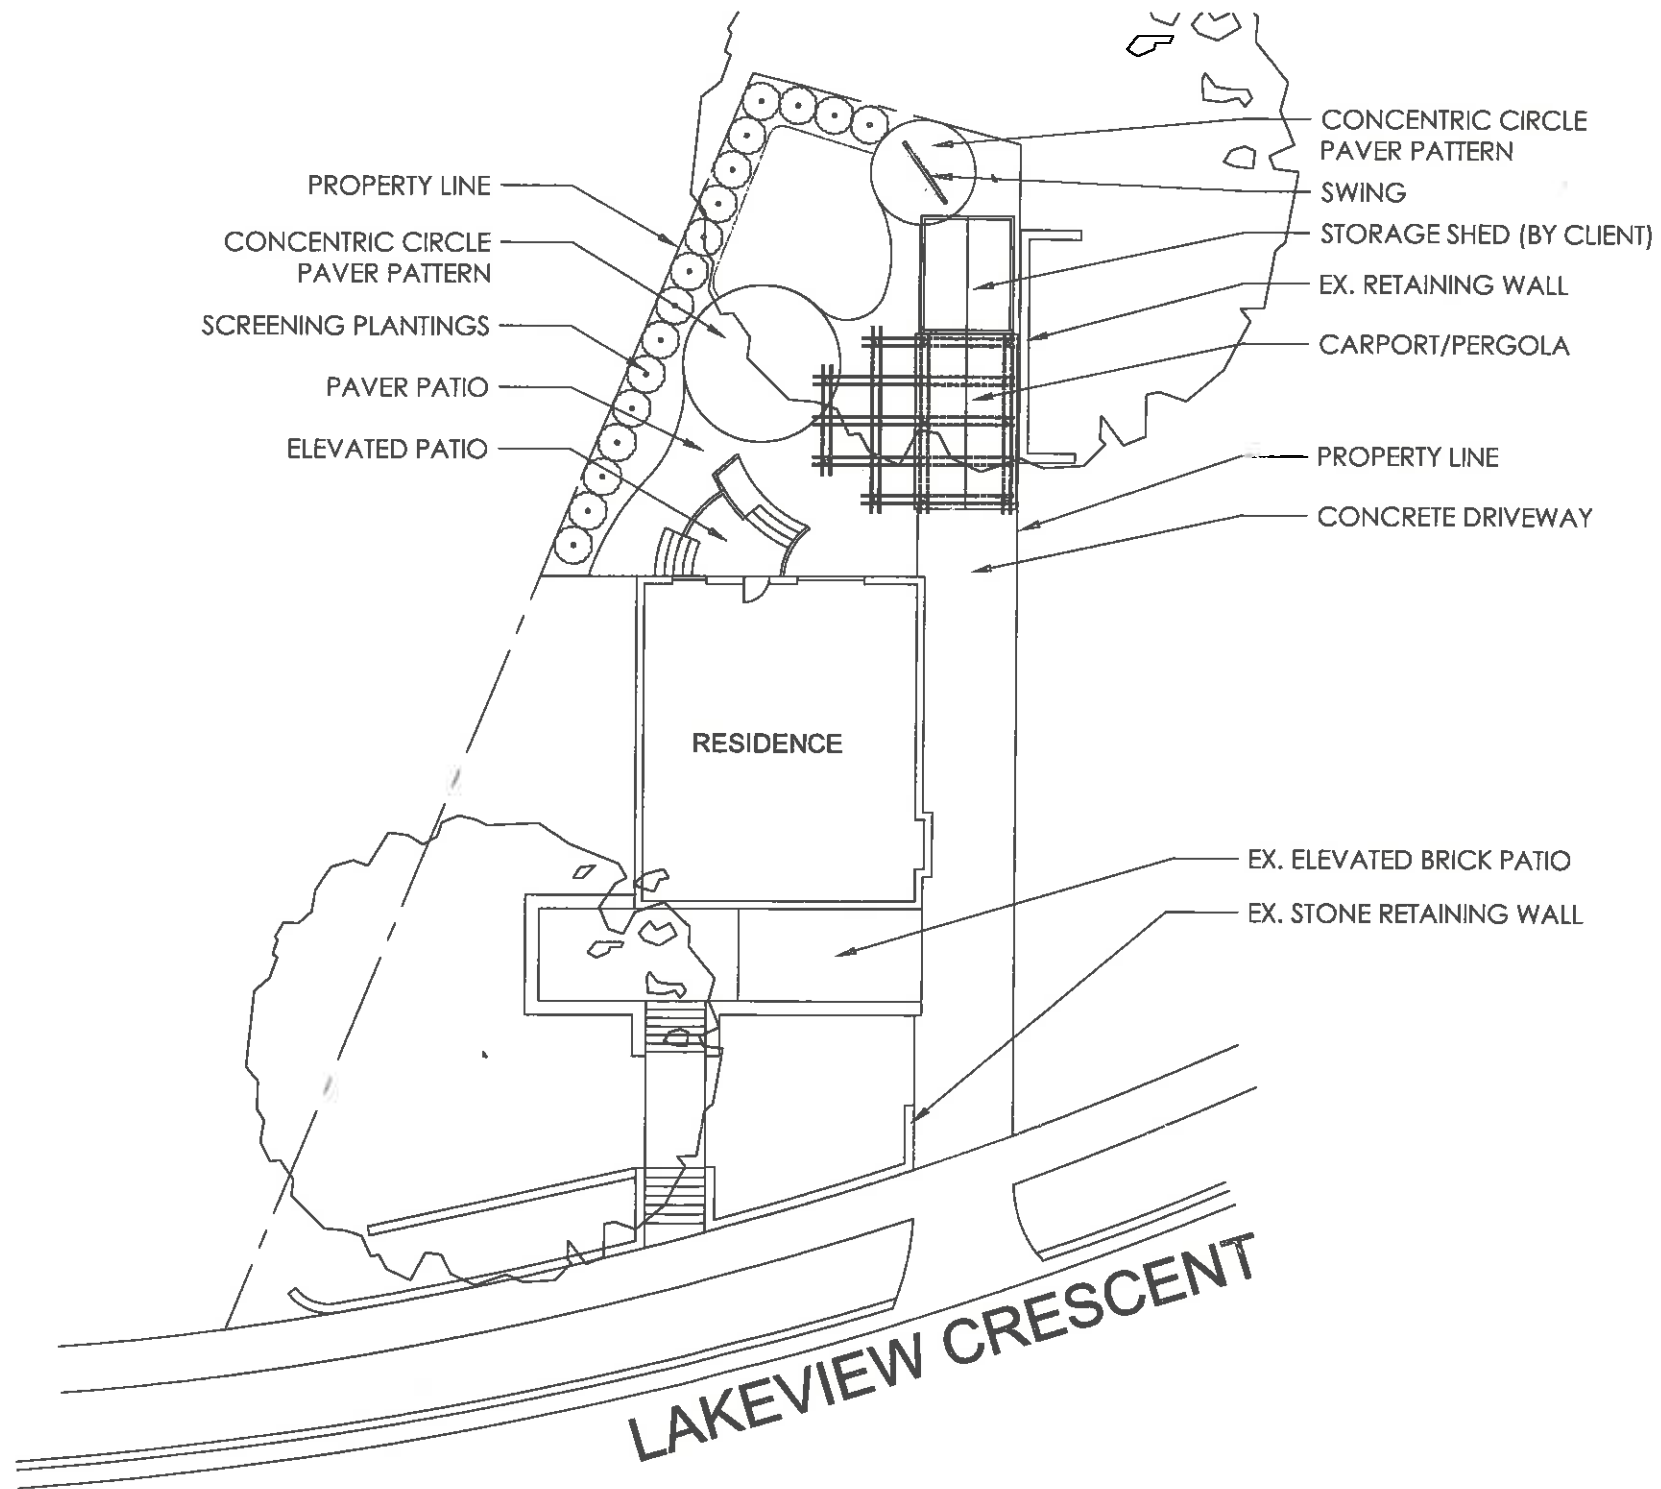 PROPERTY LINE
CONCENTRIC CIRCLE
PAVER PATTERN
SCREENING PLANTINGS
PAVER PATIO
ELEVATED PATIO
CONCENTRIC CIRCLE
PAVER PATTERN
SWING
STORAGE SHED (BY CLIENT)
EX. RETAINING WALL
CARPORT/PERGOLA
PROPERTY LINE
CONCRETE DRIVEWAY
RESIDENCE
EX. ELEVATED BRICK PATIO
EX. STONE RETAINING WALL
LAKEVIEW CRESCENT